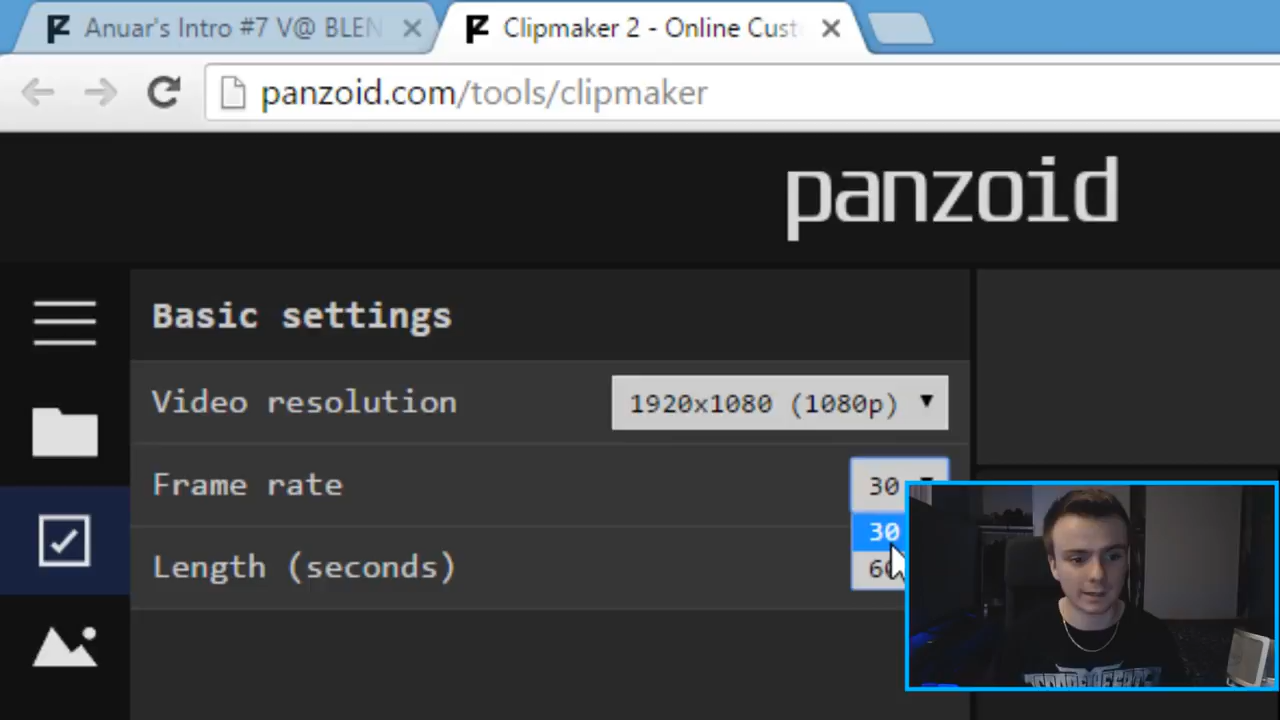 Anuar's Intro #7 V@ BLEN
Clipmaker 2 - Online Cust
panzoid.com/tools/clipmaker
panzoid
Basic settings
Video resolution
1920x1080 (1080p)
Frame rate
30
30
Length (seconds)